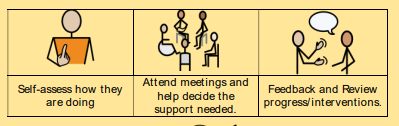 Self-assess how they
are doing
Attend meetings and
help decide the
support needed.
Feedback and Review
progress/interventions.